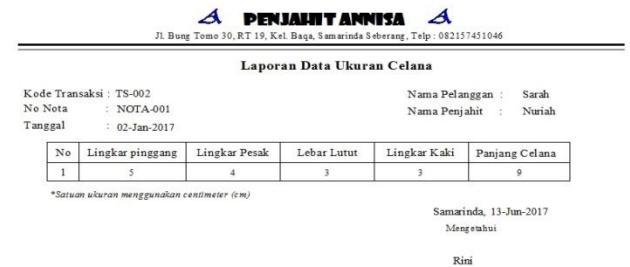 PENJAHIT ANNISA
Jl. Bung Tomo 30, RT 19, Kel. Baqa, Samarinda Seberang, Telp : 082157451046
Laporan Data Ukuran Celana
Kode Transaksi : TS-002 Nama Pelanggan : Sarah
No Nota : NOTA-001 Nama Penjahit : Nuriah
Tanggal : 02-Jan-2017
No Lingkar pinggang Lingkar Pesak Lebar Lutut Lingkar Kaki Panjang Celana
1 5 4 3 3 9
*Satuan ukuran menggunakan centimeter (cm)
Samarinda, 13-Jun-2017
Mengetahui
Rini